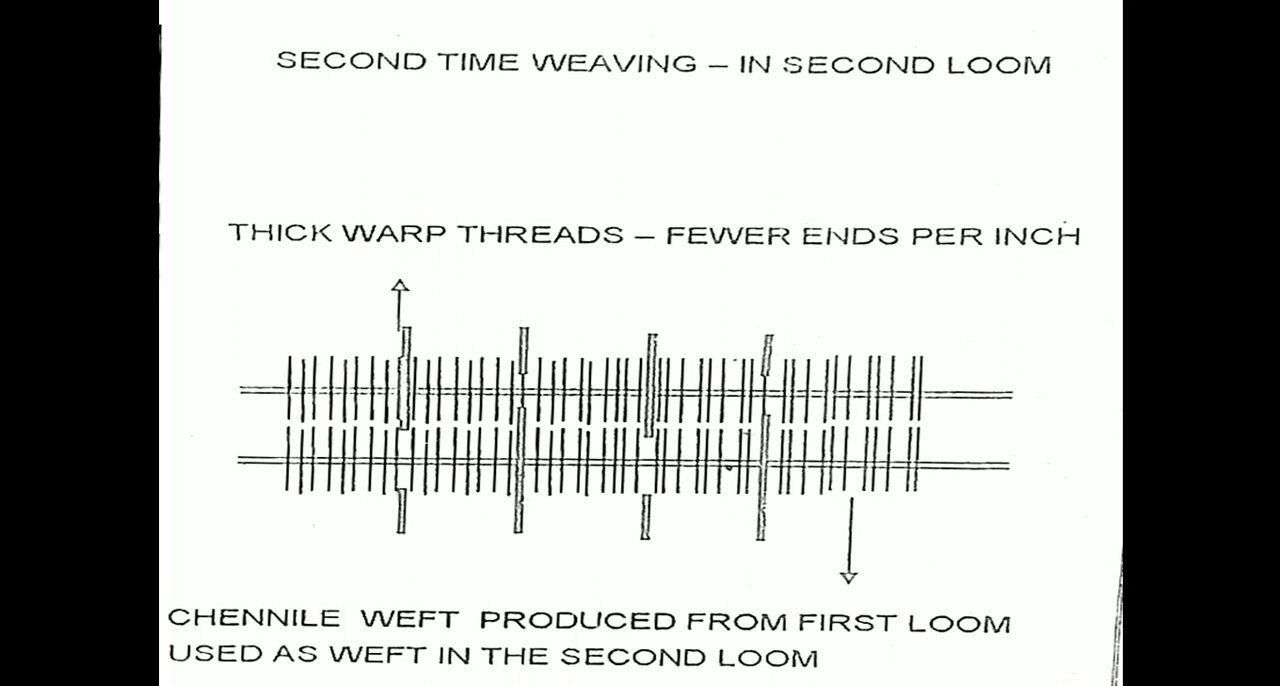 SECOND TIME WEAVING – IN SECOND LOOM
THICK WARP THREADS – FEWER ENDS PER INCH
CHENNILE WEFT PRODUCED FROM FIRST LOOM
USED AS WEFT IN THE SECOND LOOM